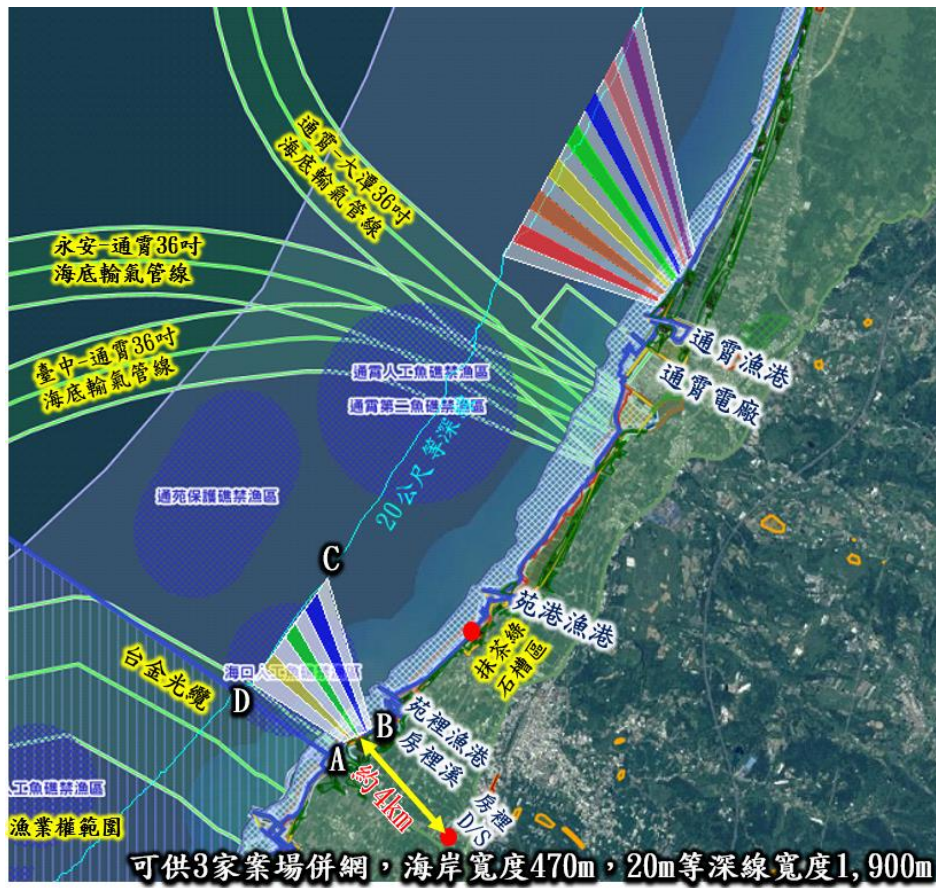 通霄-大潭36吋
海底輸氣管線
永安-通霄36吋
海底輸氣管線
臺中-通霄36吋
海底輸氣管線
通霄漁港
通霄電廠
通霄人工魚礁禁漁區
通霄第二魚礁禁漁區
20公尺等深
通苑保護礁禁漁區
C
苑港漁港
抹茶綠
石槽區
台金光纜
海口人工魚礁禁漁區
D
B
A
苑裡漁港
房裡溪
約4km
房裡
D/S
人工魚礁禁漁區
漁業權範圍
可供3家案場併網，海岸寬度470m，20m等深線寬度1,900m